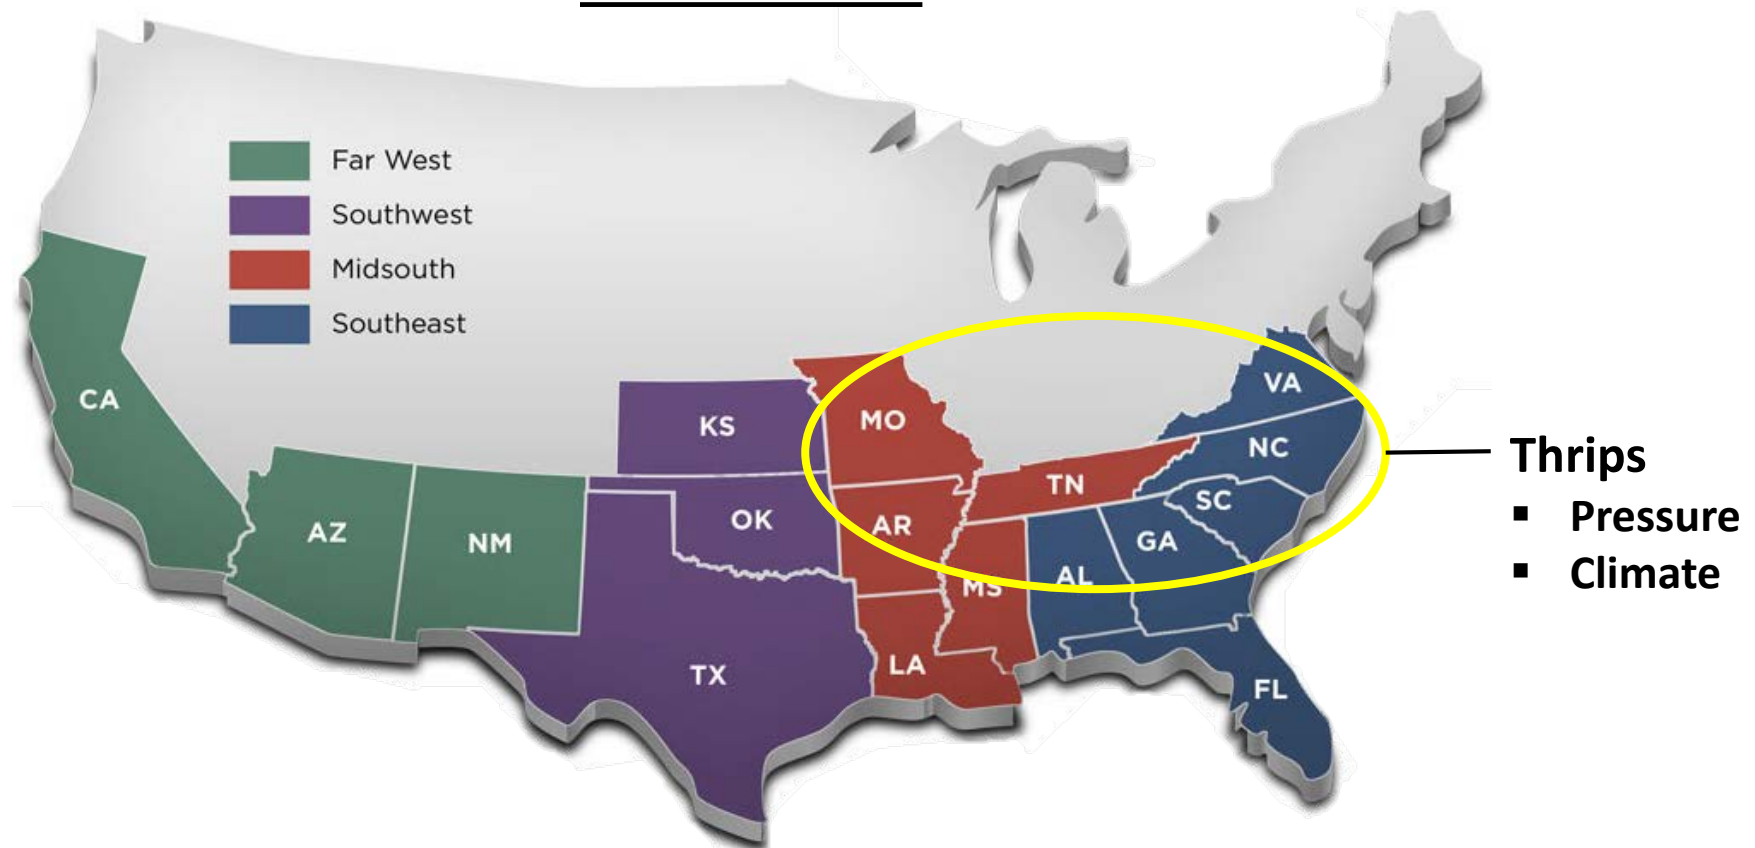 Far West
Southwest
Midsouth
Southeast
CA
AZ
NM
KS
OK
TX
MO
AR
LA
TN
MS
AL
GA
FL
SC
NC
VA
Thrips
▪ Pressure
▪ Climate